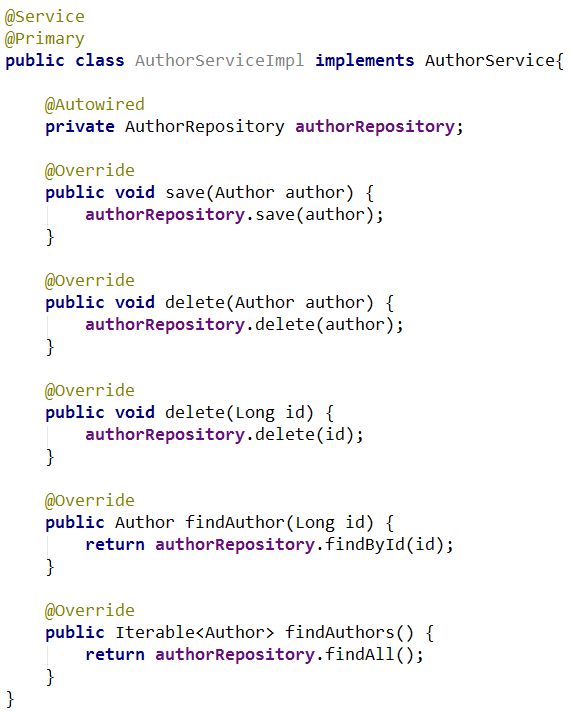 @Service
@Primary
public class AuthorServiceImpl implements AuthorService{
@Autowired
private AuthorRepository authorRepository;
@Override
public void save(Author author) {
authorRepository.save(author);
}
@Override
public void delete(Author author) {
authorRepository.delete(author);
}
@Override
public void delete(Long id) {
authorRepository.delete(id);
}
@Override
public Author findAuthor(Long id) {
return authorRepository.findById(id);
}
@Override
public Iterable<Author> findAuthors() {
return authorRepository.findAll();
}
}